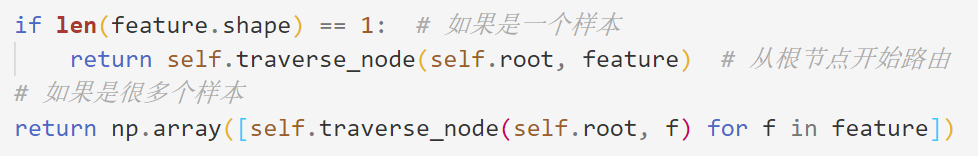 if len(feature.shape) == 1:  # 如果是一个样本
    return self.traverse_node(self.root, feature)  # 从根节点开始路由
# 如果是很多个样本
return np.array([self.traverse_node(self.root, f) for f in feature])